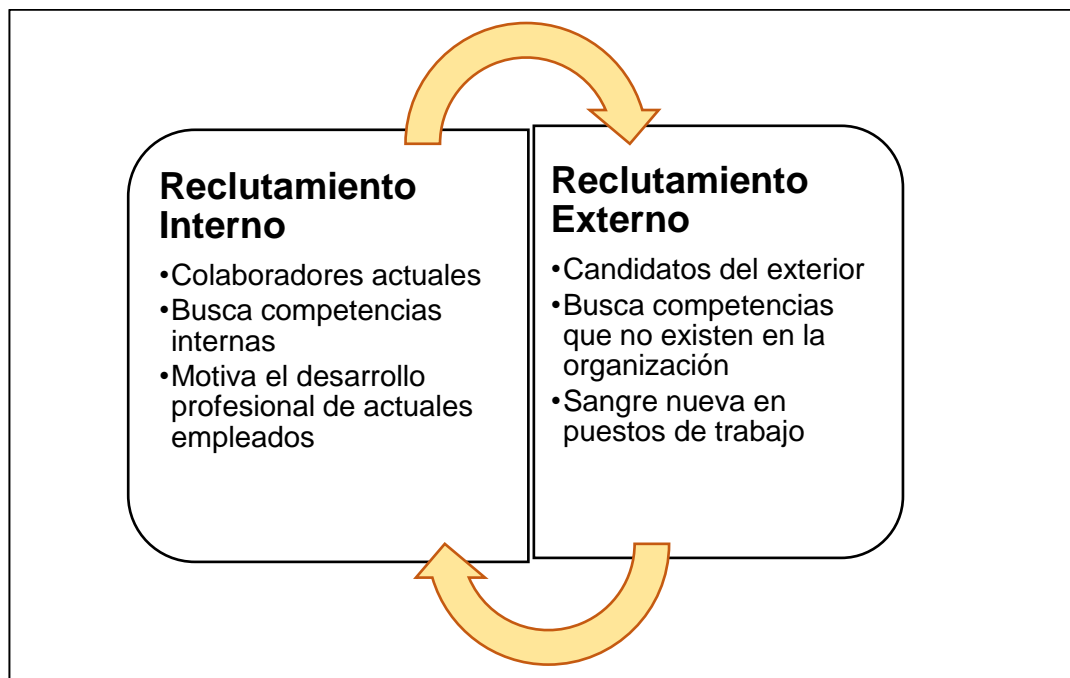 Reclutamiento
Interno
•Colaboradores actuales
•Busca competencias
internas
•Motiva el desarrollo
profesional de actuales
empleados
Reclutamiento
Externo
•Candidatos del exterior
•Busca competencias
que no existen en la
organización
•Sangre nueva en
puestos de trabajo